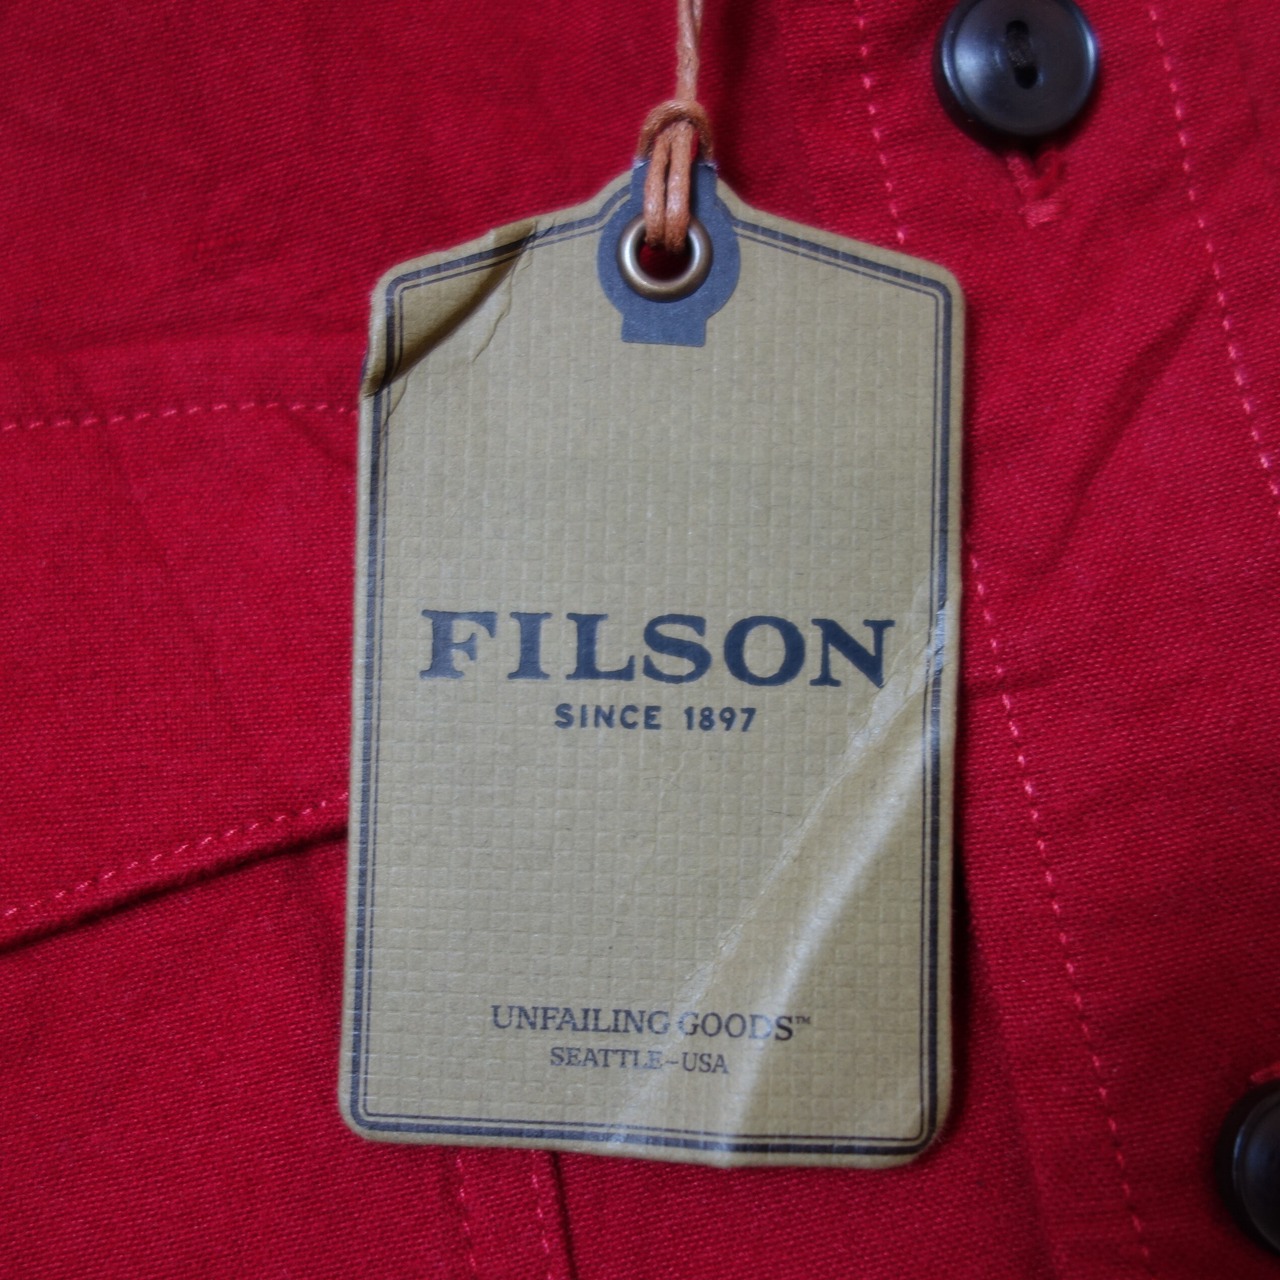 FILSON
SINCE 1897
UNFAILING GOODS™
SEATTLE-USA